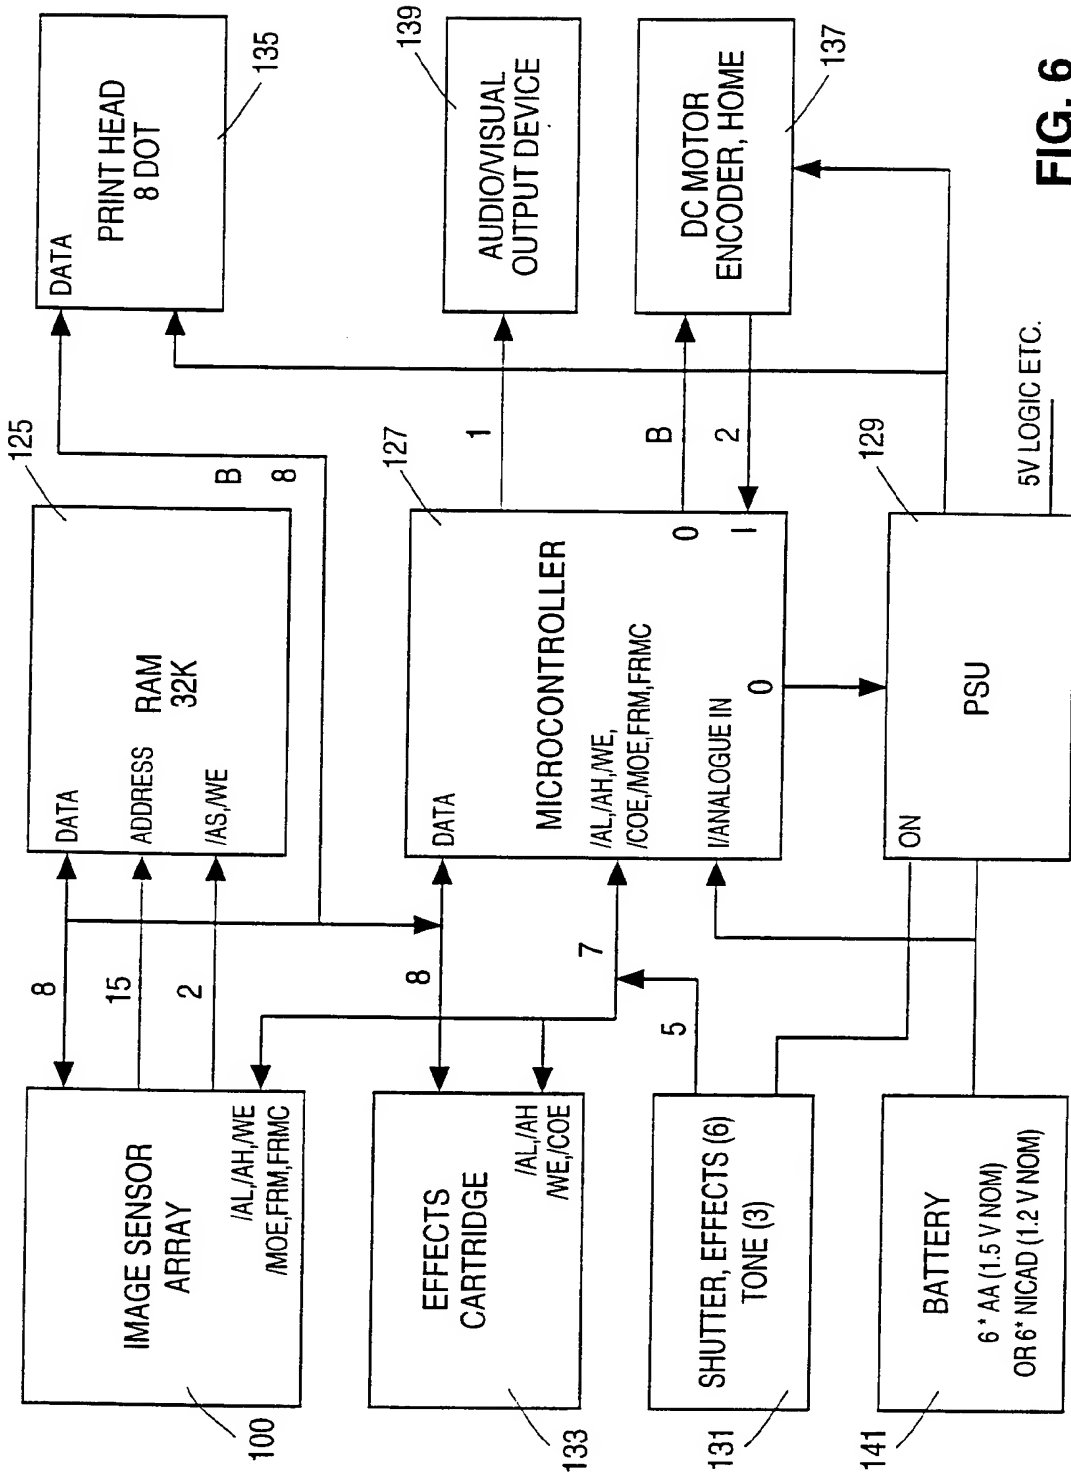 IMAGE SENSOR
ARRAY
/AL,/AH,/WE
/MOE,FRM,FRMC
100
8
15
2
RAM
32K
DATA
ADDRESS
/AS,/WE
125
PRINT HEAD
8 DOT
DATA
135
B
8
EFFECTS
CARTRIDGE
/AL,/AH
/WE,/COE
133
8
7
MICROCONTROLLER
DATA
/AL,/AH,/WE,
/COE,/MOE,FRM,FRMC
I/ANALOGUE IN
0
0
I
127
1
AUDIO/VISUAL
OUTPUT DEVICE
139
B
2
DC MOTOR
ENCODER, HOME
137
SHUTTER, EFFECTS (6)
TONE (3)
131
5
BATTERY
6 * AA (1.5 V NOM)
OR 6* NICAD (1.2 V NOM)
141
ON
PSU
129
5V LOGIC ETC.
FIG. 6